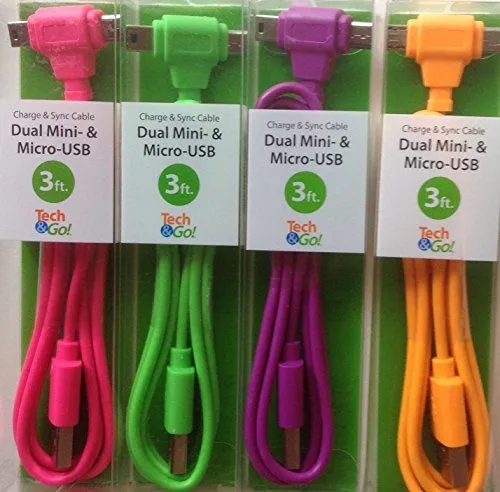 Charge & Sync Cable
Dual Mini- &
Micro-USB
3ft.
Tech
&Go!
Charge & Sync Cable
Dual Mini- &
Micro-USB
3ft.
Tech
&Go!
Charge & Sync Cable
Dual Mini- &
Micro-USB
3ft.
Tech
&Go!
Charge & Sync Cable
Dual Mini- &
Micro-USB
3ft.
Tech
&Go!